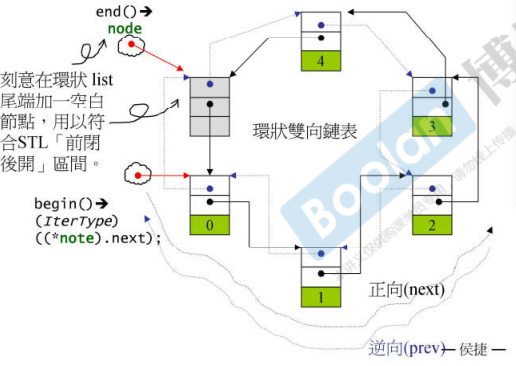 end()→
node
刻意在環狀 list
尾端加一空白
節點，用以符
合STL「前閉
後開」區間。
環狀雙向鏈表
begin()→
(IterType)
((*note).next);
4
3
0
2
1
正向(next)
逆向(prev)
— 侯捷 —
Boolan
博